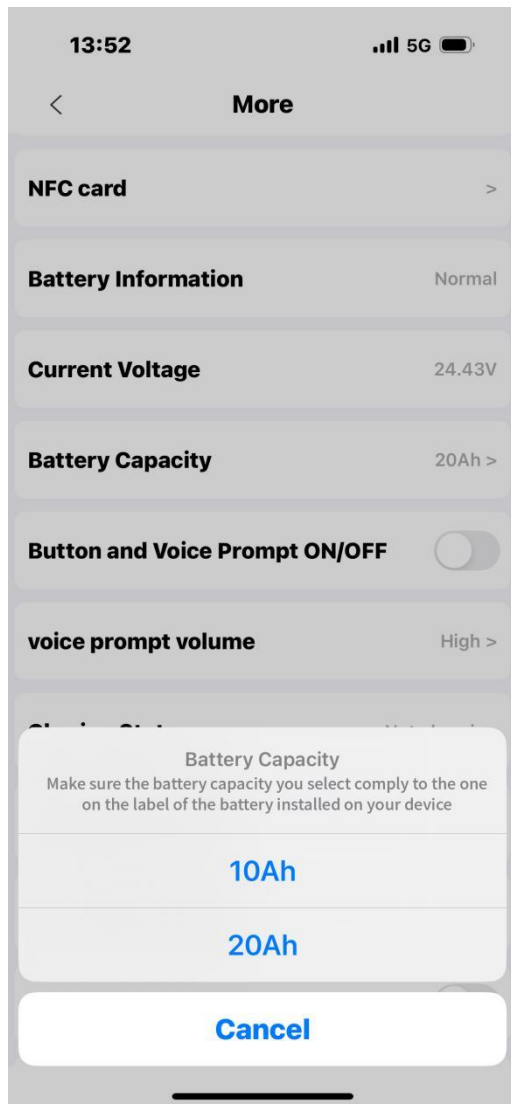 13:52
5G
<
More
NFC card >
Battery Information Normal
Current Voltage 24.43V
Battery Capacity 20Ah >
Button and Voice Prompt ON/OFF
voice prompt volume High >
Battery Capacity
Make sure the battery capacity you select comply to the one
on the label of the battery installed on your device
10Ah
20Ah
Cancel